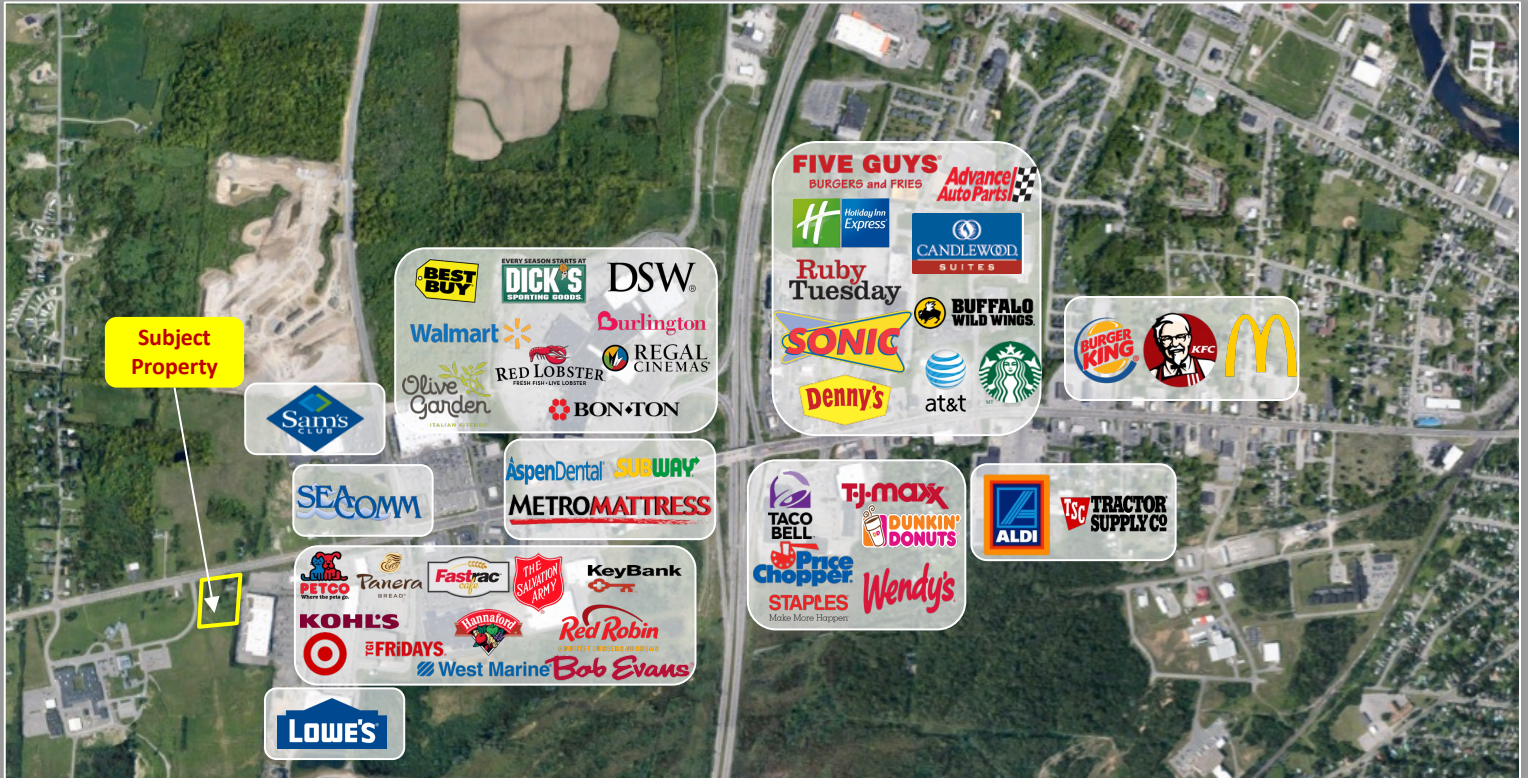 Subject
Property
Sam's
CLUB
BEST
BUY
EVERY SEASON STARTS AT
DICK'S
SPORTING GOODS.
DSW®
Walmart
Burlington
RED LOBSTER
FRESH FISH • LIVE LOBSTER
REGAL
CINEMAS
Olive
Garden
ITALIAN KITCHEN
BON•TON
SEACOMM
AspenDental
SUBWAY
METROMATTRESS
PETCO
Where the pets go.
Panera
BREAD®
Fastrac
cafe
THE
SALVATION
ARMY
KeyBank
KOHL'S
TGI FRiDAYS
Hannaford
Red Robin
West Marine
Bob Evans
LOWE'S
FIVE GUYS®
BURGERS and FRIES
Advance
Auto Parts
H
Holiday Inn
Express
CANDLEWOOD
SUITES
Ruby
Tuesday
BUFFALO
WILD WINGS.
SONIC
Denny's
at&t
BURGER
KING®
KFC
TACO
BELL
T•J•maxx
DUNKIN'
DONUTS
Price
Chopper
STAPLES
Make More Happen
Wendy's
ALDI
TSC
TRACTOR
SUPPLY CO